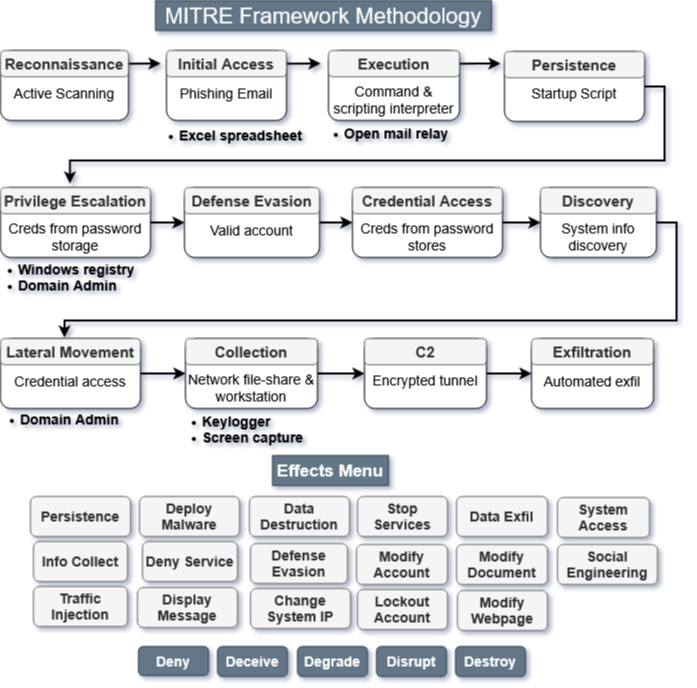 MITRE Framework Methodology
Reconnaissance
Active Scanning
Initial Access
Phishing Email
• Excel spreadsheet
Execution
Command &
scripting interpreter
• Open mail relay
Persistence
Startup Script
Privilege Escalation
Creds from password
storage
• Windows registry
• Domain Admin
Defense Evasion
Valid account
Credential Access
Creds from password
stores
Discovery
System info
discovery
Lateral Movement
Credential access
• Domain Admin
Collection
Network file-share &
workstation
• Keylogger
• Screen capture
C2
Encrypted tunnel
Exfiltration
Automated exfil
Effects Menu
Persistence
Deploy
Malware
Data
Destruction
Stop
Services
Data Exfil
System
Access
Info Collect
Deny Service
Defense
Evasion
Modify
Account
Modify
Document
Social
Engineering
Traffic
Injection
Display
Message
Change
System IP
Lockout
Account
Modify
Webpage
Deny
Deceive
Degrade
Disrupt
Destroy